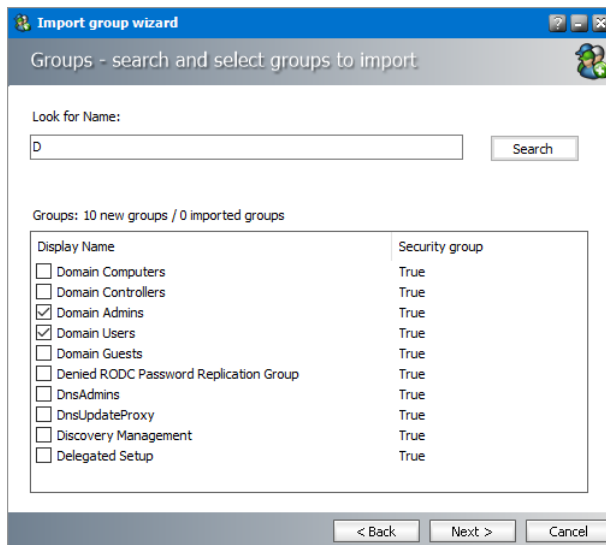 Import group wizard
Groups - search and select groups to import
Look for Name:
D
Search
Groups: 10 new groups / 0 imported groups
Display Name Security group
Domain Computers True
Domain Controllers True
Domain Admins True
Domain Users True
Domain Guests True
Denied RODC Password Replication Group True
DnsAdmins True
DnsUpdateProxy True
Discovery Management True
Delegated Setup True
< Back Next > Cancel